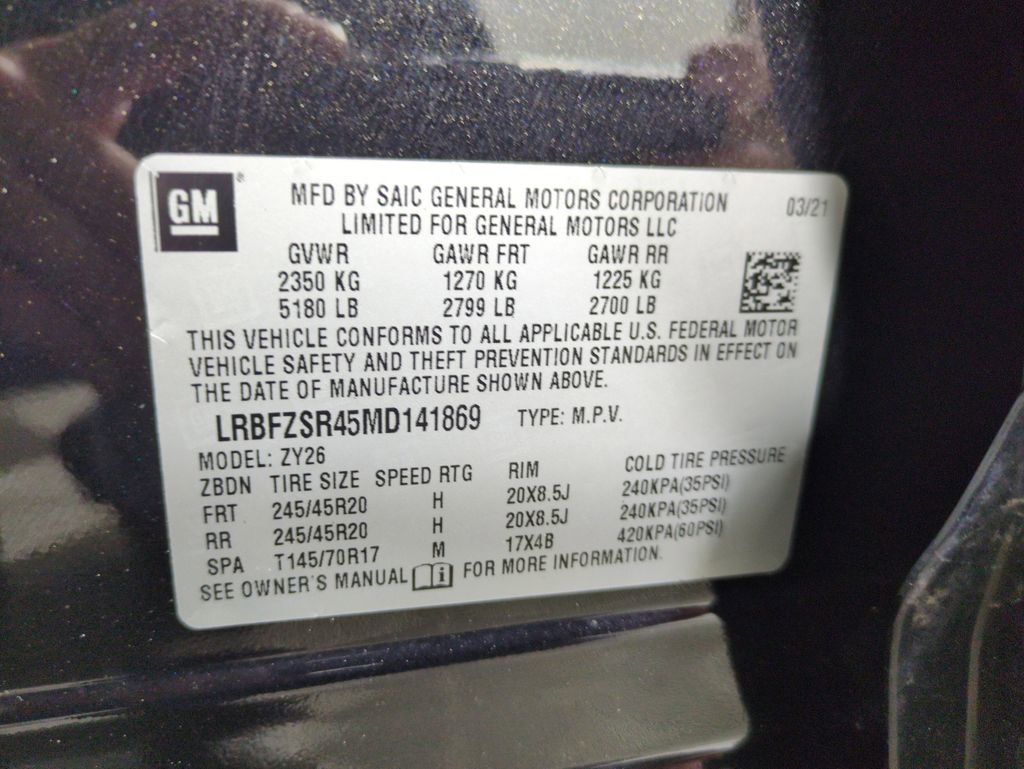 GM
MFD BY SAIC GENERAL MOTORS CORPORATION
LIMITED FOR GENERAL MOTORS LLC
03/21
GVWR GAWR FRT GAWR RR
2350 KG 1270 KG 1225 KG
5180 LB 2799 LB 2700 LB
THIS VEHICLE CONFORMS TO ALL APPLICABLE U.S. FEDERAL MOTOR
VEHICLE SAFETY AND THEFT PREVENTION STANDARDS IN EFFECT ON
THE DATE OF MANUFACTURE SHOWN ABOVE.
LRBFZSR45MD141869 TYPE: M.P.V.
MODEL: ZY26
ZBDN TIRE SIZE SPEED RTG RIM COLD TIRE PRESSURE
FRT 245/45R20 H 20X8.5J 240KPA(35PSI)
RR 245/45R20 H 20X8.5J 240KPA(35PSI)
SPA T145/70R17 M 17X4B 420KPA(60PSI)
SEE OWNER'S MANUAL i FOR MORE INFORMATION.